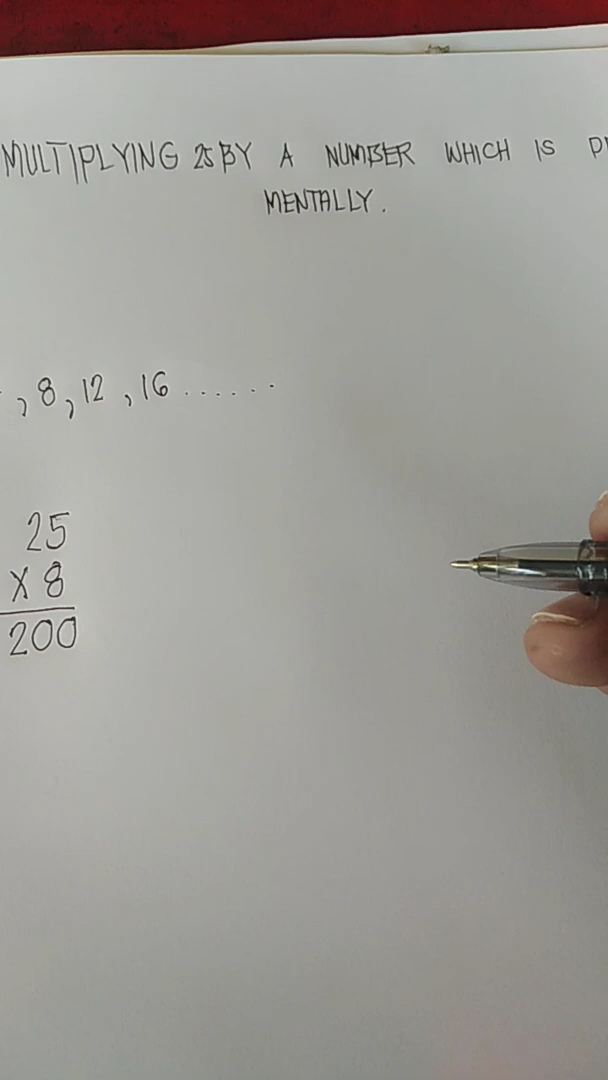 MULTIPLYING 25 BY A NUMBER WHICH IS
MENTALLY.
, 8, 12, 16 ......
25
X 8
200